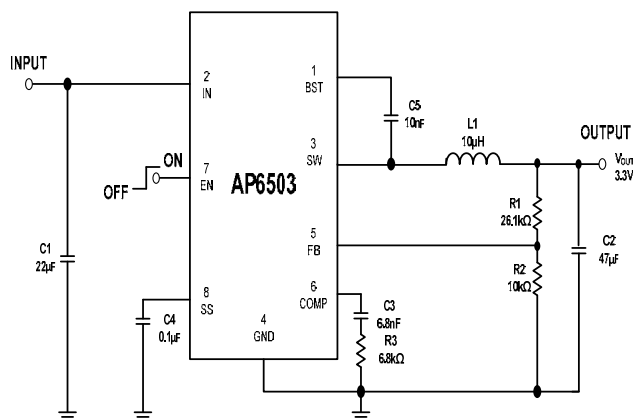 INPUT
2
IN
1
BST
C5
10nF
L1
10µH
OUTPUT
3
SW
VOUT
3.3V
ON
OFF
7
EN
AP6503
R1
26.1kΩ
5
FB
C1
22µF
R2
10kΩ
C2
47µF
8
SS
6
COMP
C4
0.1µF
4
GND
C3
6.8nF
R3
6.8kΩ